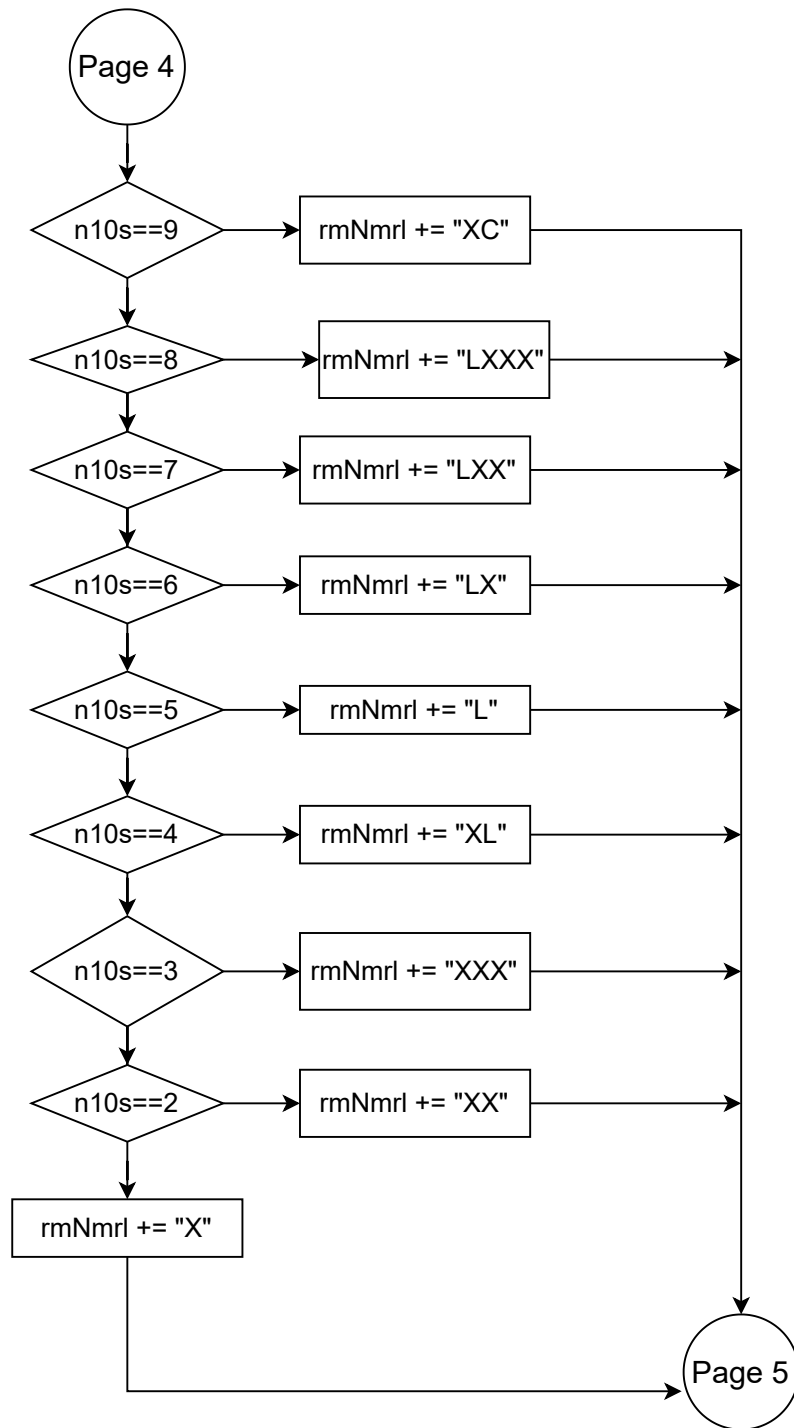 Page 4
n10s==9
rmNmrl += "XC"
n10s==8
rmNmrl += "LXXX"
n10s==7
rmNmrl += "LXX"
n10s==6
rmNmrl += "LX"
n10s==5
rmNmrl += "L"
n10s==4
rmNmrl += "XL"
n10s==3
rmNmrl += "XXX"
n10s==2
rmNmrl += "XX"
rmNmrl += "X"
Page 5